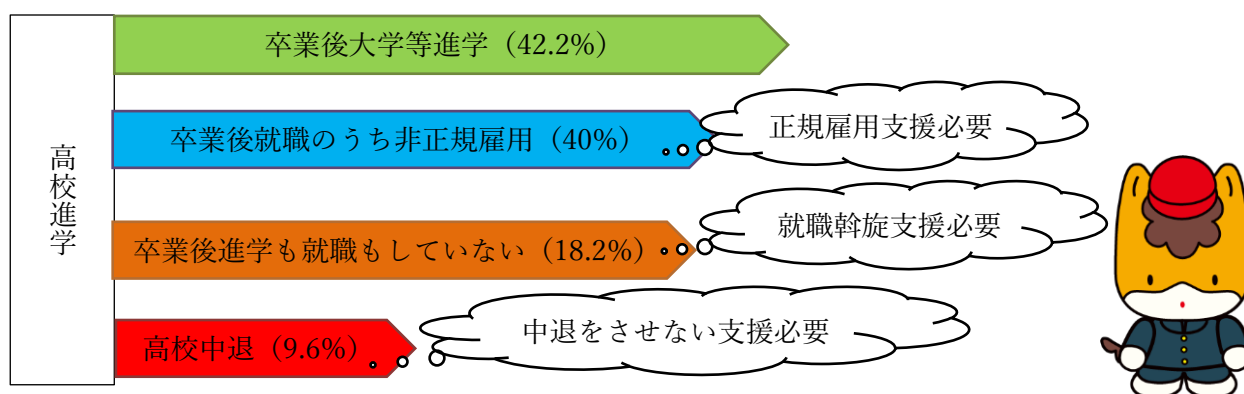 高校進学
卒業後大学等進学（42.2%）
卒業後就職のうち非正規雇用（40%）
正規雇用支援必要
卒業後進学も就職もしていない（18.2%）
就職斡旋支援必要
高校中退（9.6%）
中退をさせない支援必要